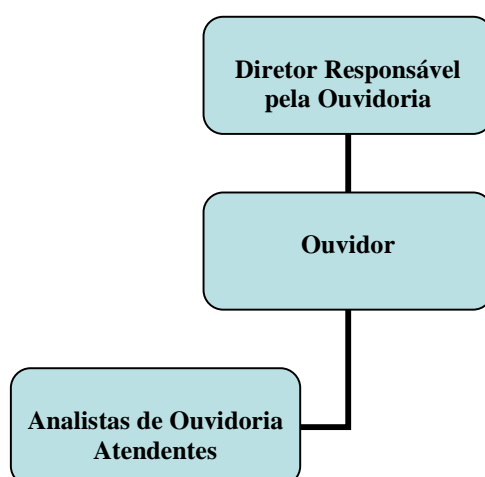 Diretor Responsável
pela Ouvidoria
Ouvidor
Analistas de Ouvidoria
Atendentes